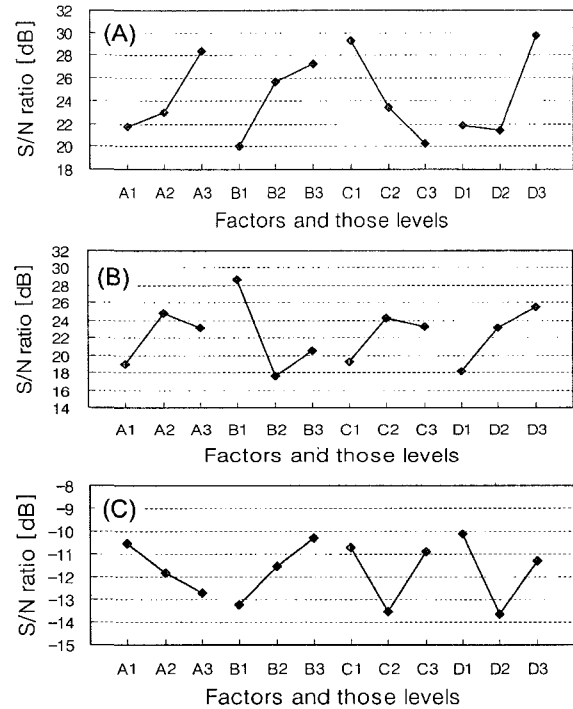 (A)
S/N ratio [dB]
32
30
28
26
24
22
20
18
A1 A2 A3 B1 B2 B3 C1 C2 C3 D1 D2 D3
Factors and those levels
(B)
S/N ratio [dB]
32
30
28
26
24
22
20
18
16
14
A1 A2 A3 B1 B2 B3 C1 C2 C3 D1 D2 D3
Factors and those levels
(C)
S/N ratio [dB]
-8
-9
-10
-11
-12
-13
-14
-15
A1 A2 A3 B1 B2 B3 C1 C2 C3 D1 D2 D3
Factors and those levels